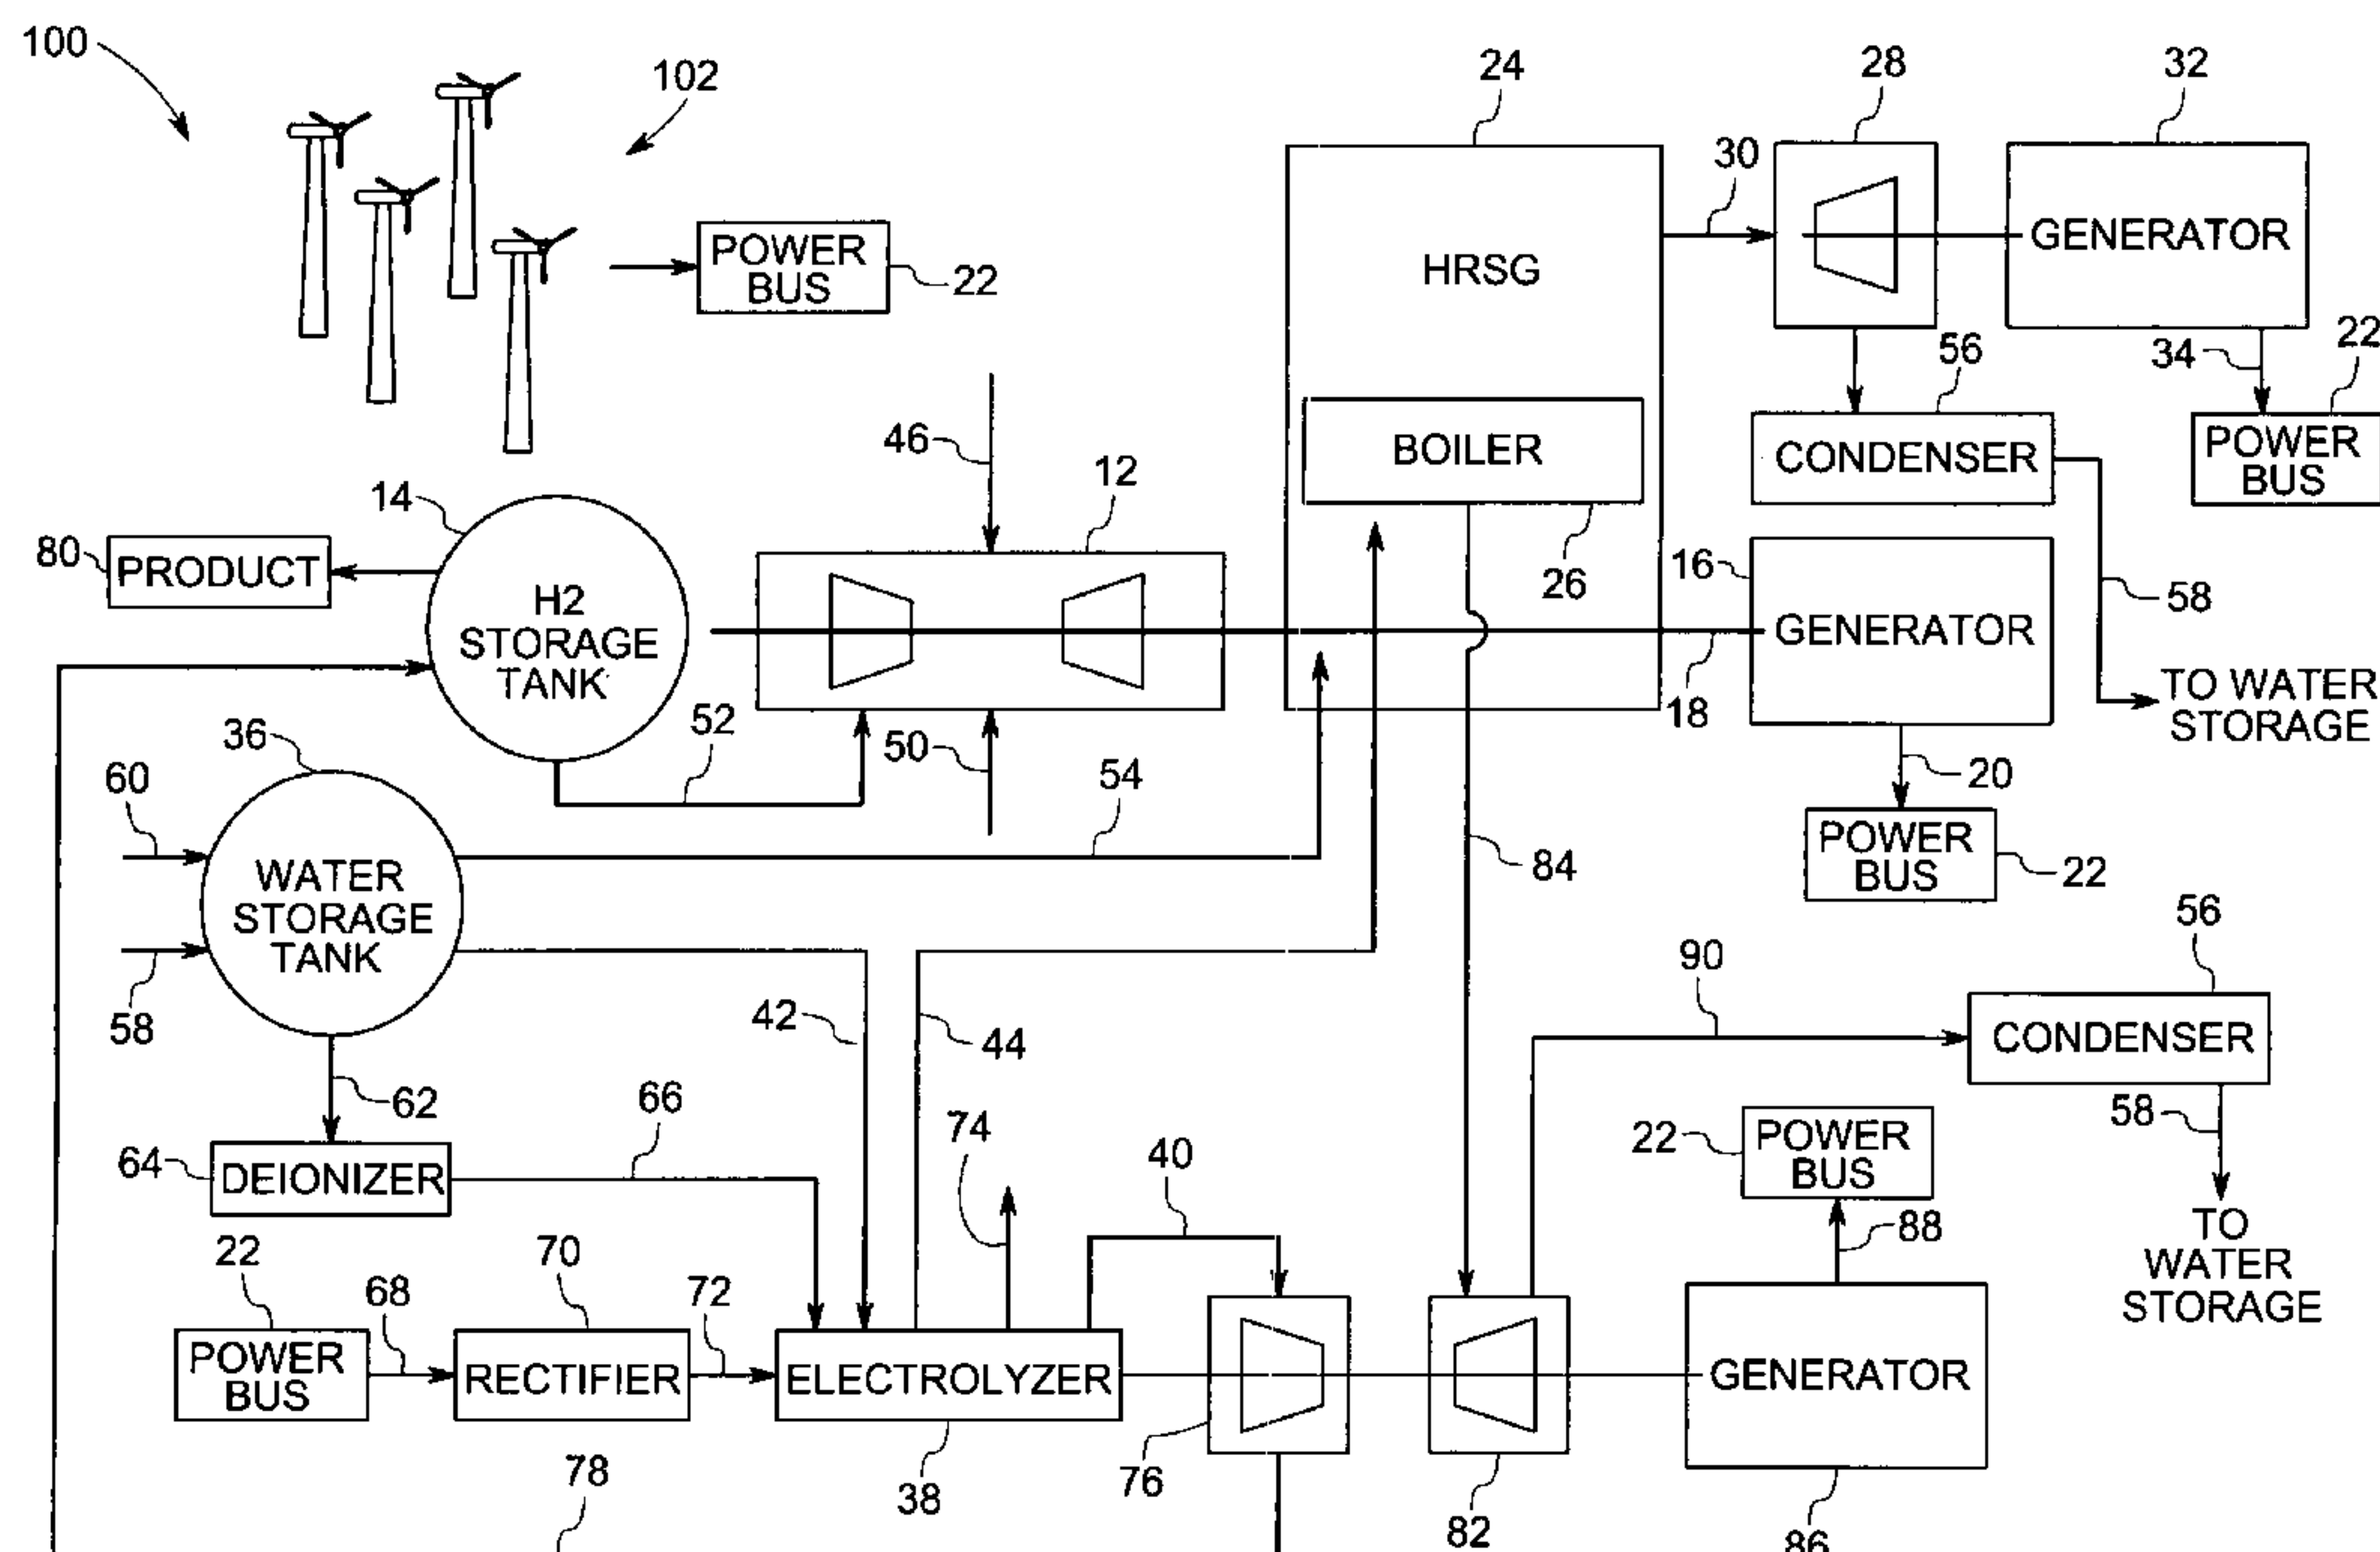 100
102
24
28
32
30
POWER
BUS
22
HRSG
GENERATOR
34
22
56
46
12
BOILER
CONDENSER
POWER
BUS
14
80
PRODUCT
H2
STORAGE
TANK
26
16
GENERATOR
58
18
TO WATER
STORAGE
36
52
50
54
20
60
WATER
STORAGE
TANK
84
POWER
BUS
22
58
42
44
90
56
CONDENSER
62
66
74
40
58
64
DEIONIZER
22
POWER
BUS
88
TO
WATER
STORAGE
22
68
70
72
POWER
BUS
RECTIFIER
ELECTROLYZER
GENERATOR
78
38
76
82
86